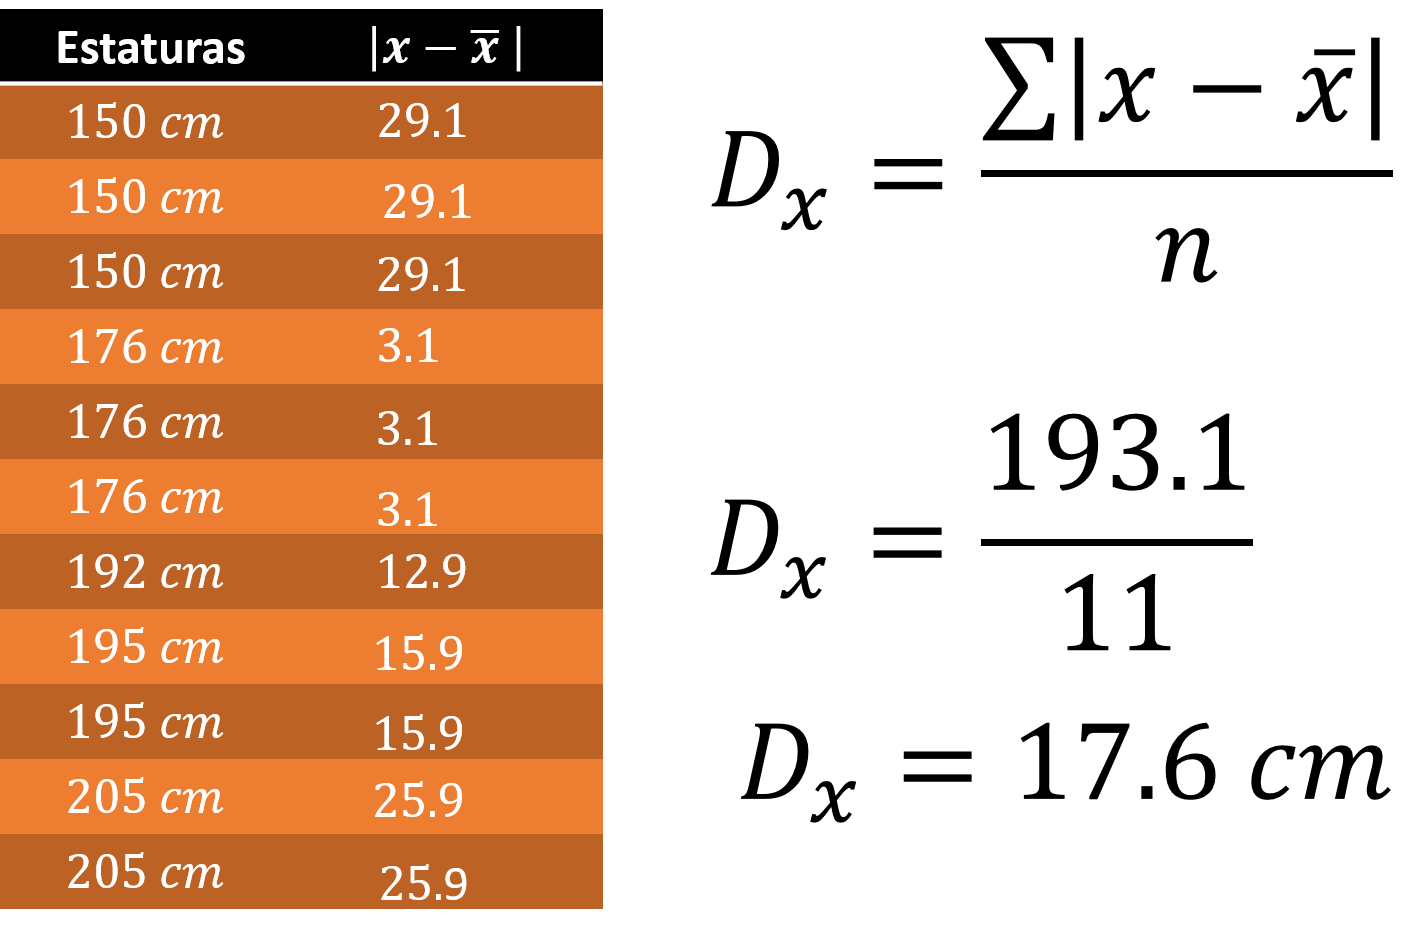 Estaturas |x − x̄ |
150 cm 29.1
150 cm 29.1
150 cm 29.1
176 cm 3.1
176 cm 3.1
176 cm 3.1
192 cm 12.9
195 cm 15.9
195 cm 15.9
205 cm 25.9
205 cm 25.9
Dₓ = ∑|x − x̄| / n
Dₓ = 193.1 / 11
Dₓ = 17.6 cm